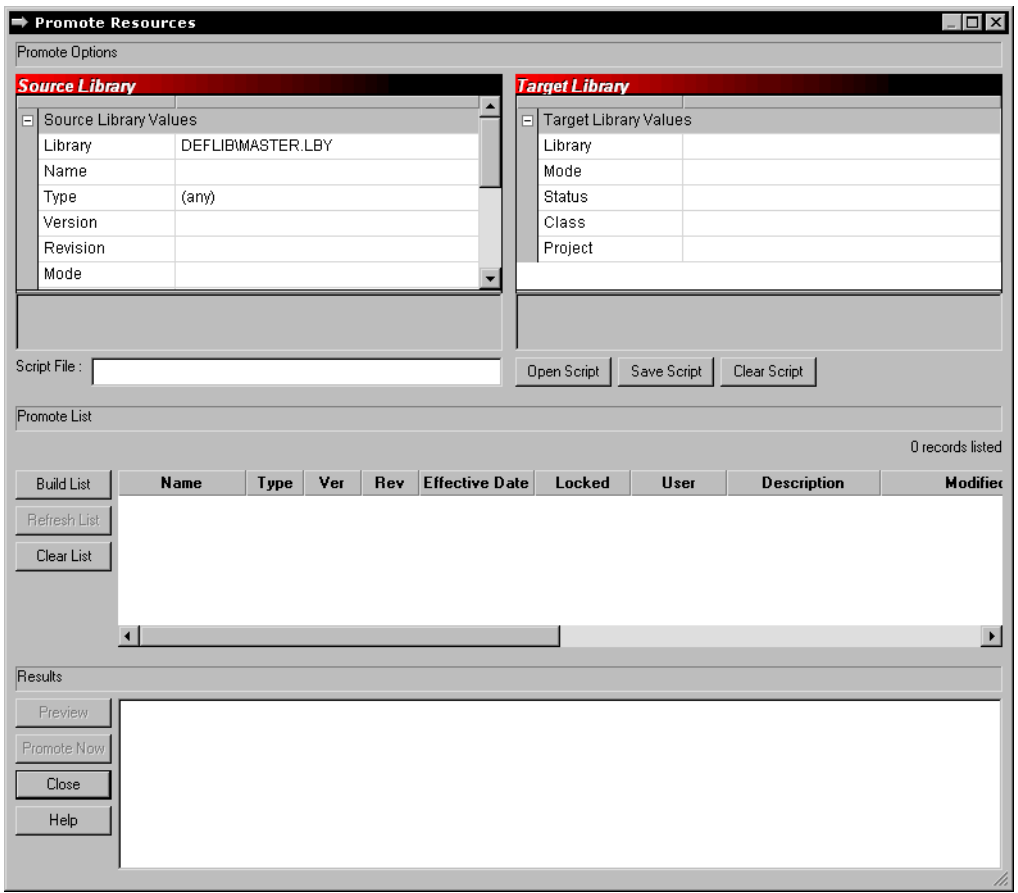 Promote Resources
Promote Options
Source Library
Source Library Values
Library DEFLIB\MASTER.LBY
Name
Type (any)
Version
Revision
Mode
Target Library
Target Library Values
Library
Mode
Status
Class
Project
Script File :
Open Script Save Script Clear Script
Promote List
0 records listed
Build List
Refresh List
Clear List
Name Type Ver Rev Effective Date Locked User Description Modified
Results
Preview
Promote Now
Close
Help